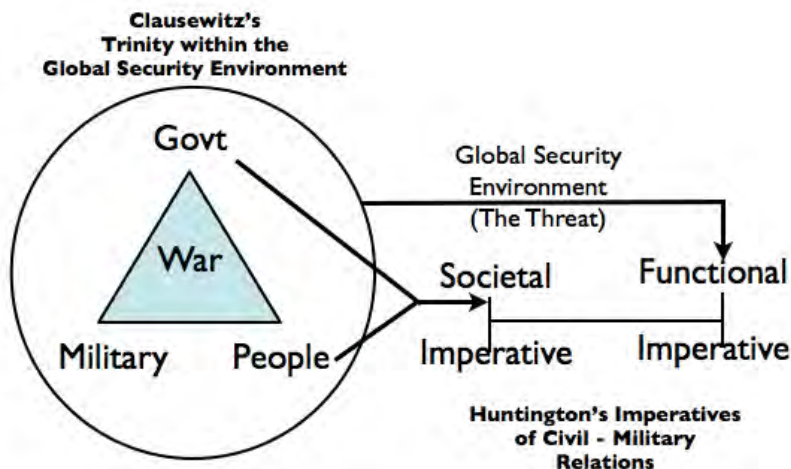 Clausewitz's
Trinity within the
Global Security Environment
Govt
War
Military
People
Global Security
Environment
(The Threat)
Societal
Imperative
Functional
Imperative
Huntington's Imperatives
of Civil - Military
Relations